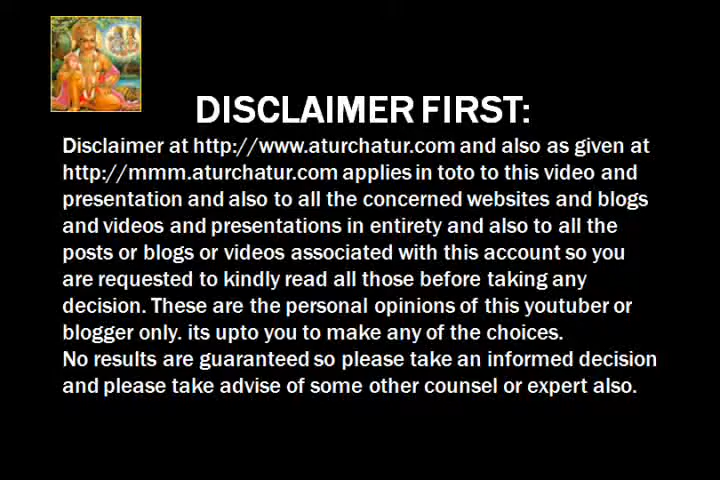 DISCLAIMER FIRST:
Disclaimer at http://www.aturchatur.com and also as given at
http://mmm.aturchatur.com applies in toto to this video and
presentation and also to all the concerned websites and blogs
and videos and presentations in entirety and also to all the
posts or blogs or videos associated with this account so you
are requested to kindly read all those before taking any
decision. These are the personal opinions of this youtuber or
blogger only. its upto you to make any of the choices.
No results are guaranteed so please take an informed decision
and please take advise of some other counsel or expert also.